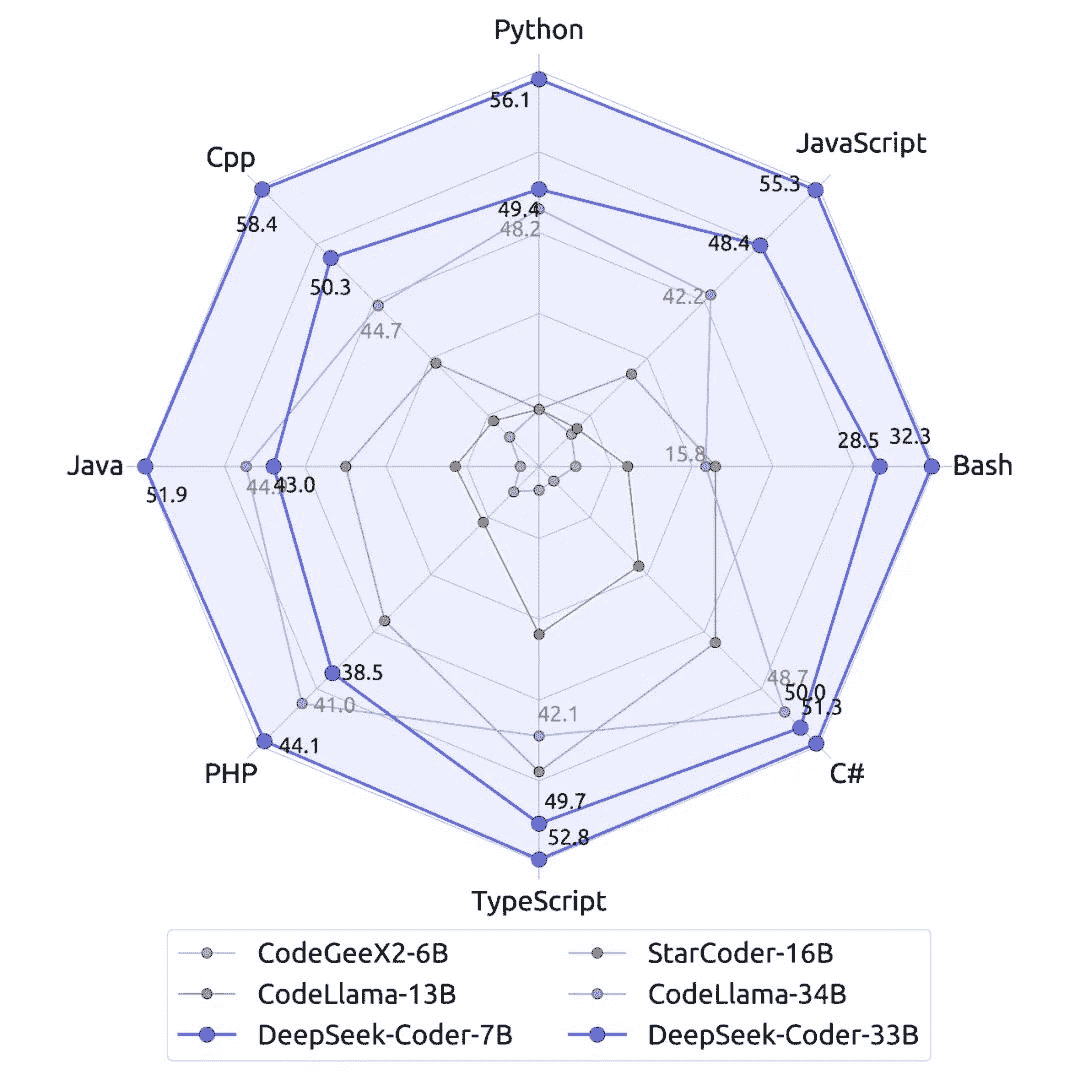 Python
56.1
Cpp
JavaScript
58.4
55.3
49.4
48.2
48.4
50.3
42.2
44.7
28.5
32.3
15.8
Java
Bash
51.9
43.0
38.5
48.7
50.0
51.3
41.0
42.1
44.1
PHP
C#
49.7
52.8
TypeScript
CodeGeeX2-6B
StarCoder-16B
CodeLlama-13B
CodeLlama-34B
DeepSeek-Coder-7B
DeepSeek-Coder-33B